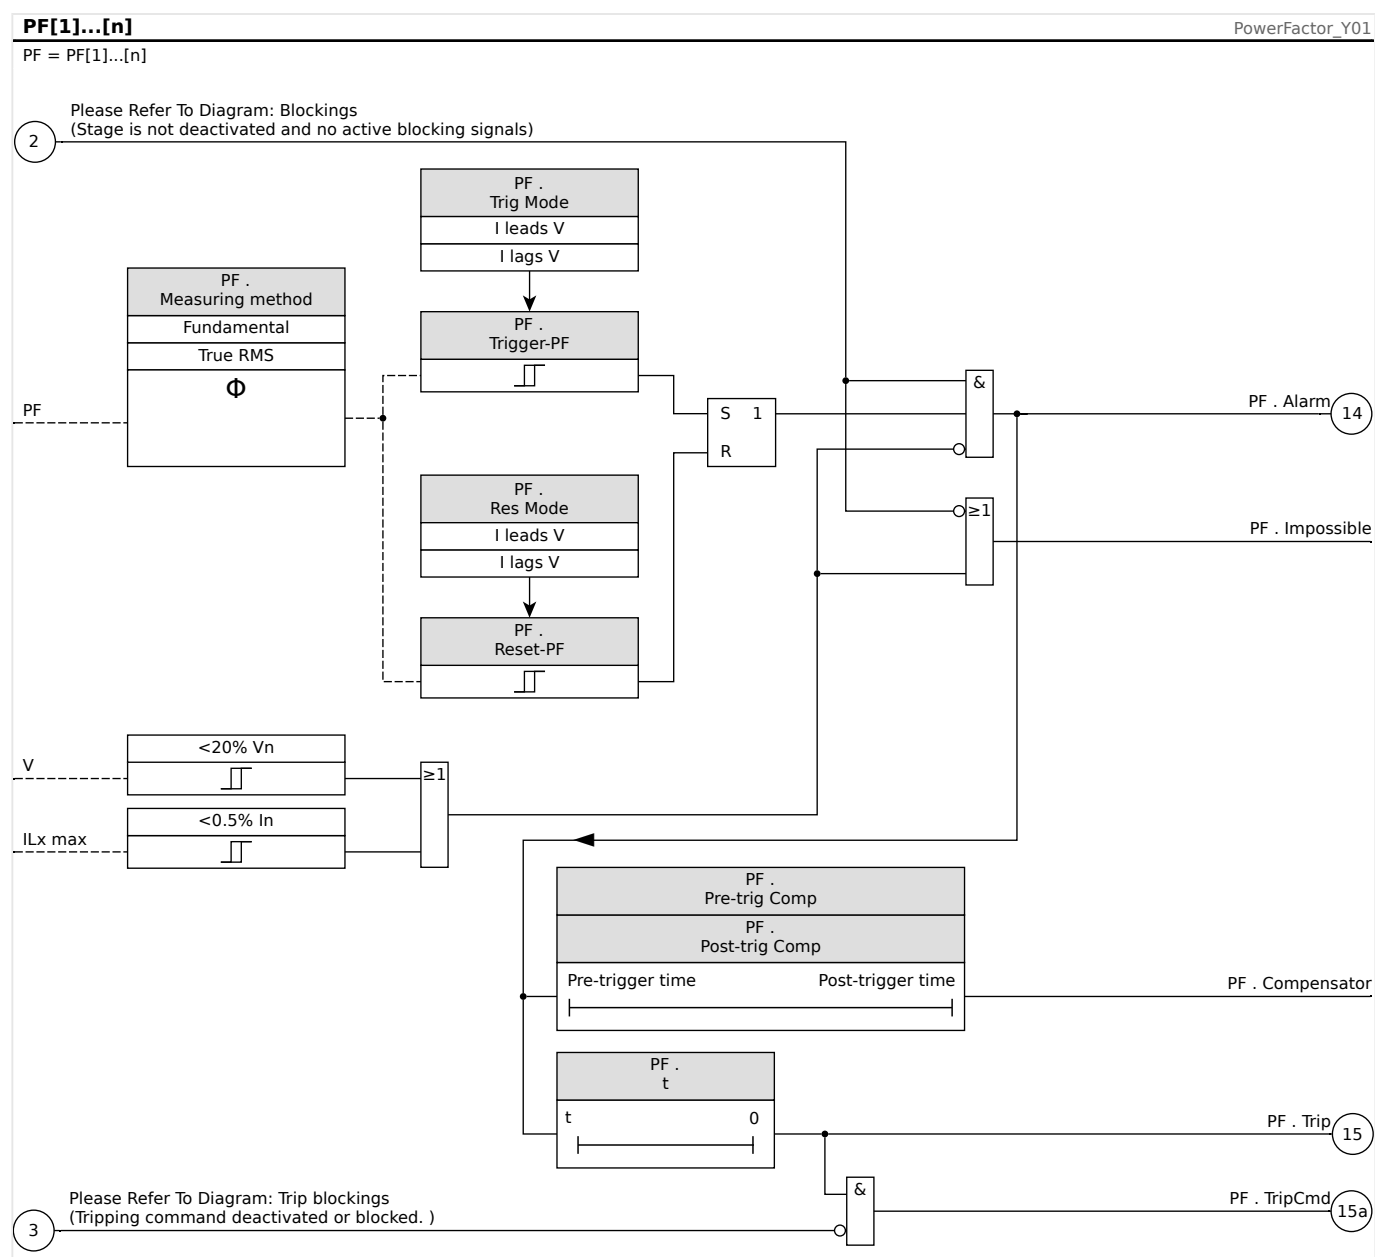 PF[1]...[n]
PowerFactor_Y01
PF = PF[1]...[n]
Please Refer To Diagram: Blockings
(Stage is not deactivated and no active blocking signals)
2
PF .
Trig Mode
I leads V
I lags V
PF .
Measuring method
Fundamental
True RMS
Φ
PF
PF .
Trigger-PF
S 1
R
&
PF . Alarm
14
PF .
Res Mode
I leads V
I lags V
≥1
PF . Impossible
PF .
Reset-PF
<20% Vn
V
≥1
<0.5% In
ILx max
PF .
Pre-trig Comp
PF .
Post-trig Comp
Pre-trigger time Post-trigger time
PF . Compensator
PF .
t
t 0
PF . Trip
15
&
PF . TripCmd
15a
Please Refer To Diagram: Trip blockings
(Tripping command deactivated or blocked. )
3